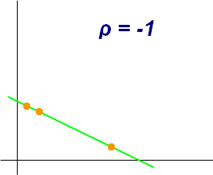 ρ = -1